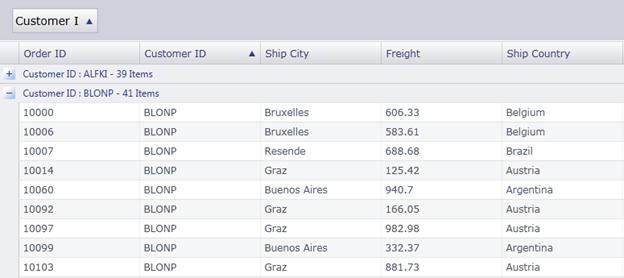 Customer I
Order ID Customer ID Ship City Freight Ship Country
Customer ID : ALFKI - 39 Items
Customer ID : BLONP - 41 Items
10000 BLONP Bruxelles 606.33 Belgium
10006 BLONP Bruxelles 583.61 Belgium
10007 BLONP Resende 688.68 Brazil
10014 BLONP Graz 125.42 Austria
10060 BLONP Buenos Aires 940.7 Argentina
10092 BLONP Graz 166.05 Austria
10097 BLONP Graz 982.98 Austria
10099 BLONP Buenos Aires 332.37 Argentina
10103 BLONP Graz 881.73 Austria